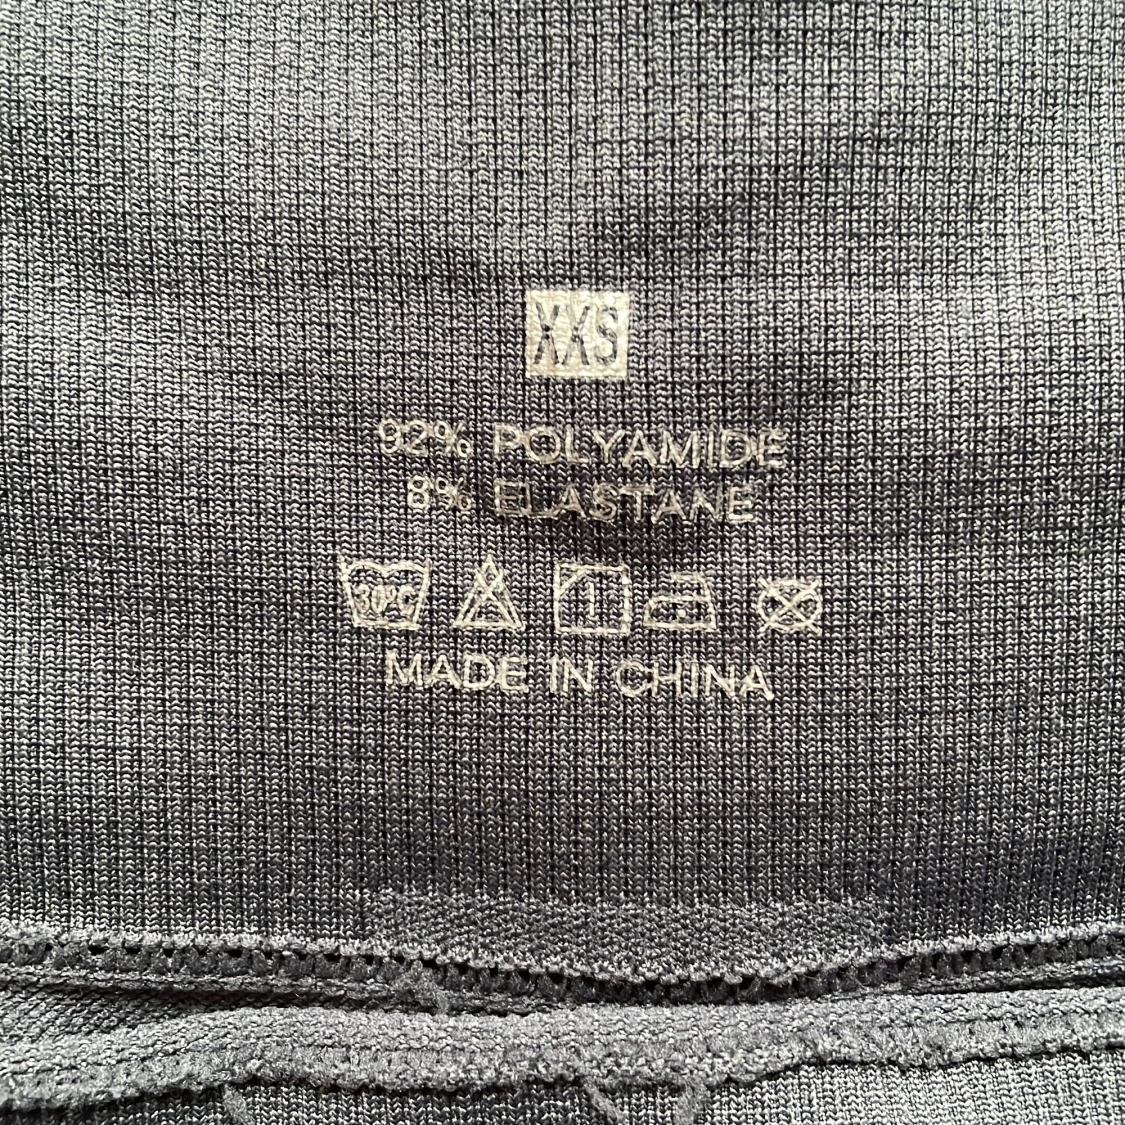 XXS
92% POLYAMIDE
8% ELASTANE
30°C
MADE IN CHINA